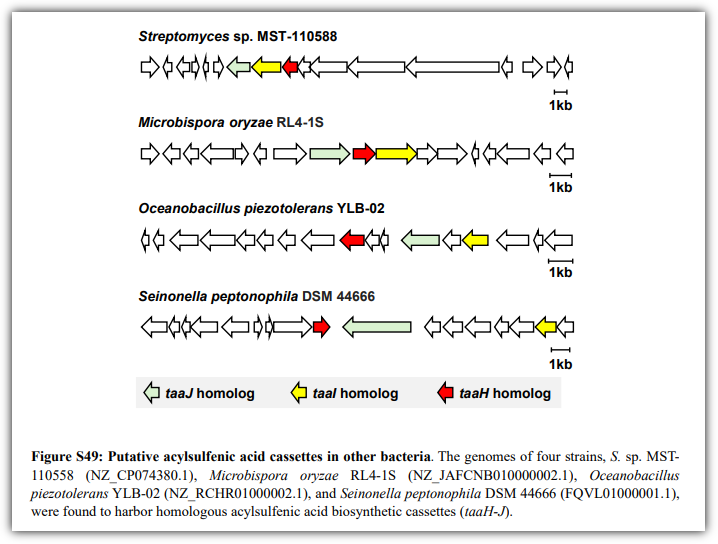 Streptomyces sp. MST-110588
1kb
Microbispora oryzae RL4-1S
1kb
Oceanobacillus piezotolerans YLB-02
1kb
Seinonella peptonophila DSM 44666
1kb
taaJ homolog taaI homolog taaH homolog
Figure S49: Putative acylsulfenic acid cassettes in other bacteria. The genomes of four strains, S. sp. MST-
110558 (NZ_CP074380.1), Microbispora oryzae RL4-1S (NZ_JAFCNB010000002.1), Oceanobacillus
piezotolerans YLB-02 (NZ_RCHR01000002.1), and Seinonella peptonophila DSM 44666 (FQVL01000001.1),
were found to harbor homologous acylsulfenic acid biosynthetic cassettes (taaH-J).